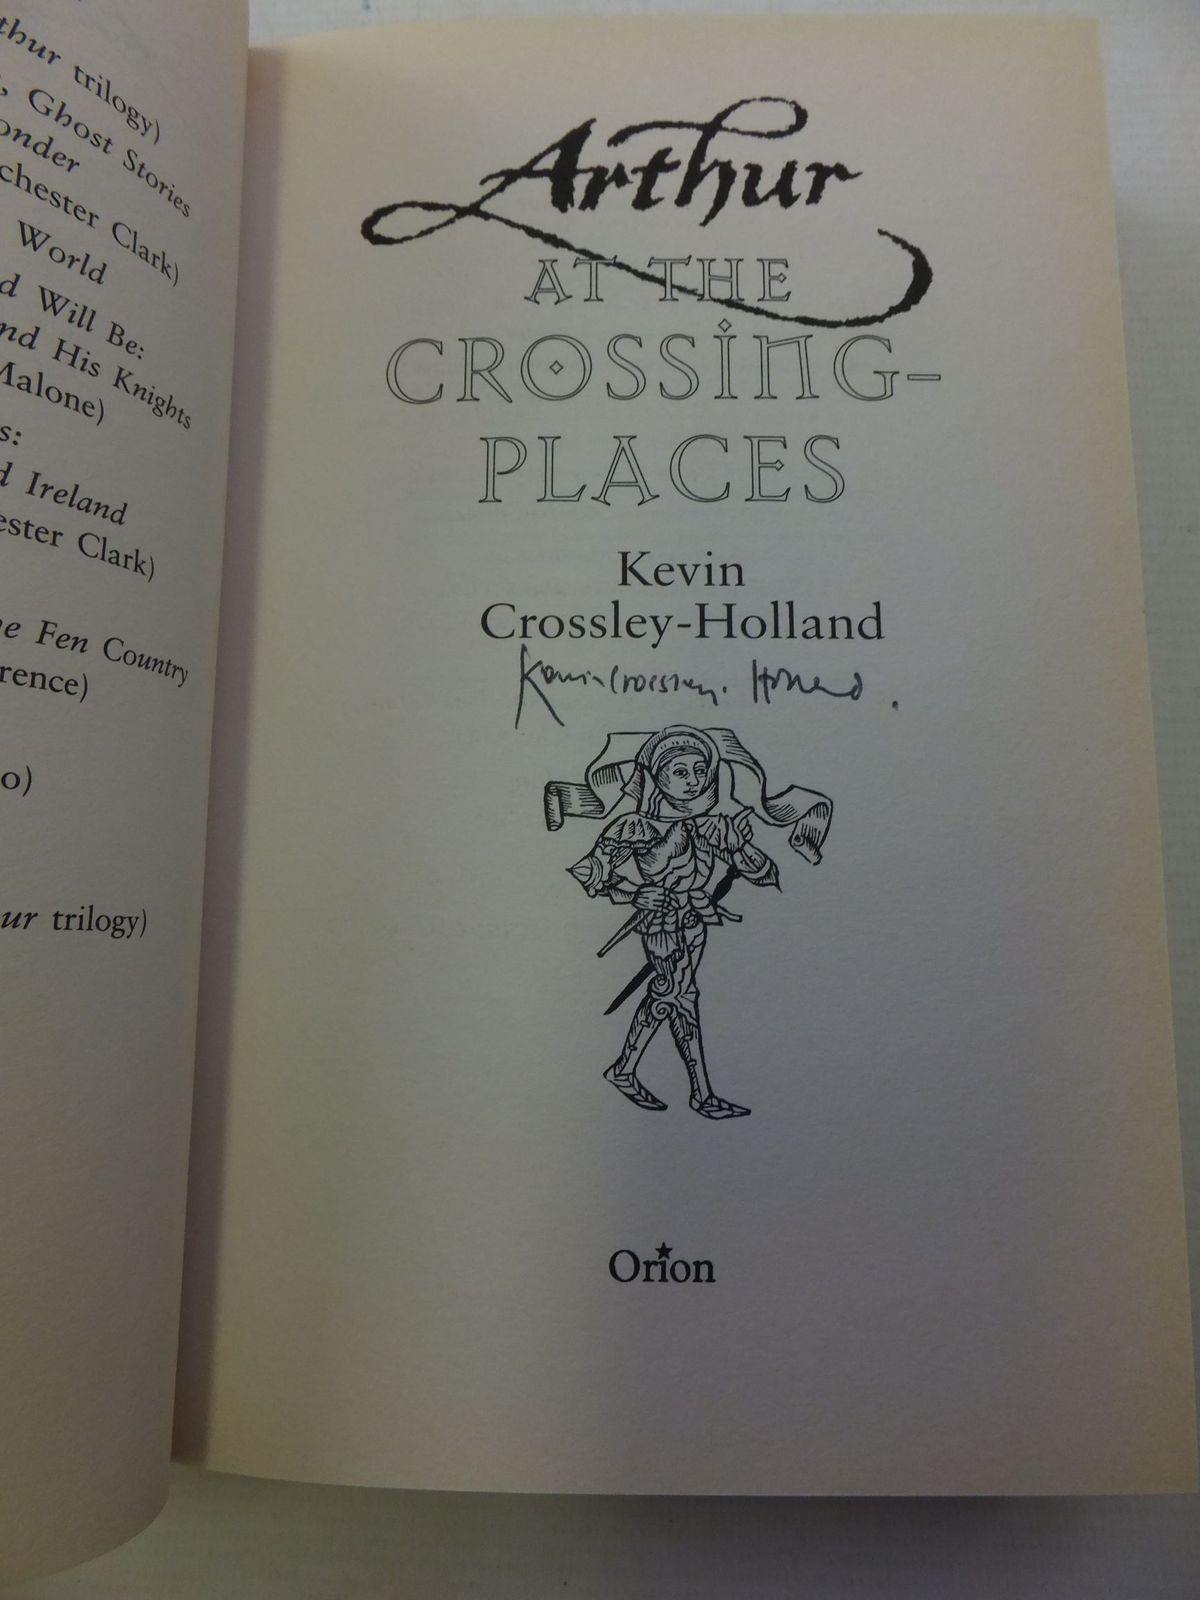 thur trilogy)
, Ghost Stories
onder
chester Clark)
World
d Will Be:
nd His Knights
Malone)
s:
d Ireland
ester Clark)
e Fen Country
rence)
o)
ur trilogy)
Arthur
AT THE
CROSSING-
PLACES
Kevin
Crossley-Holland
Kevin Crossley-Holland.
Orion